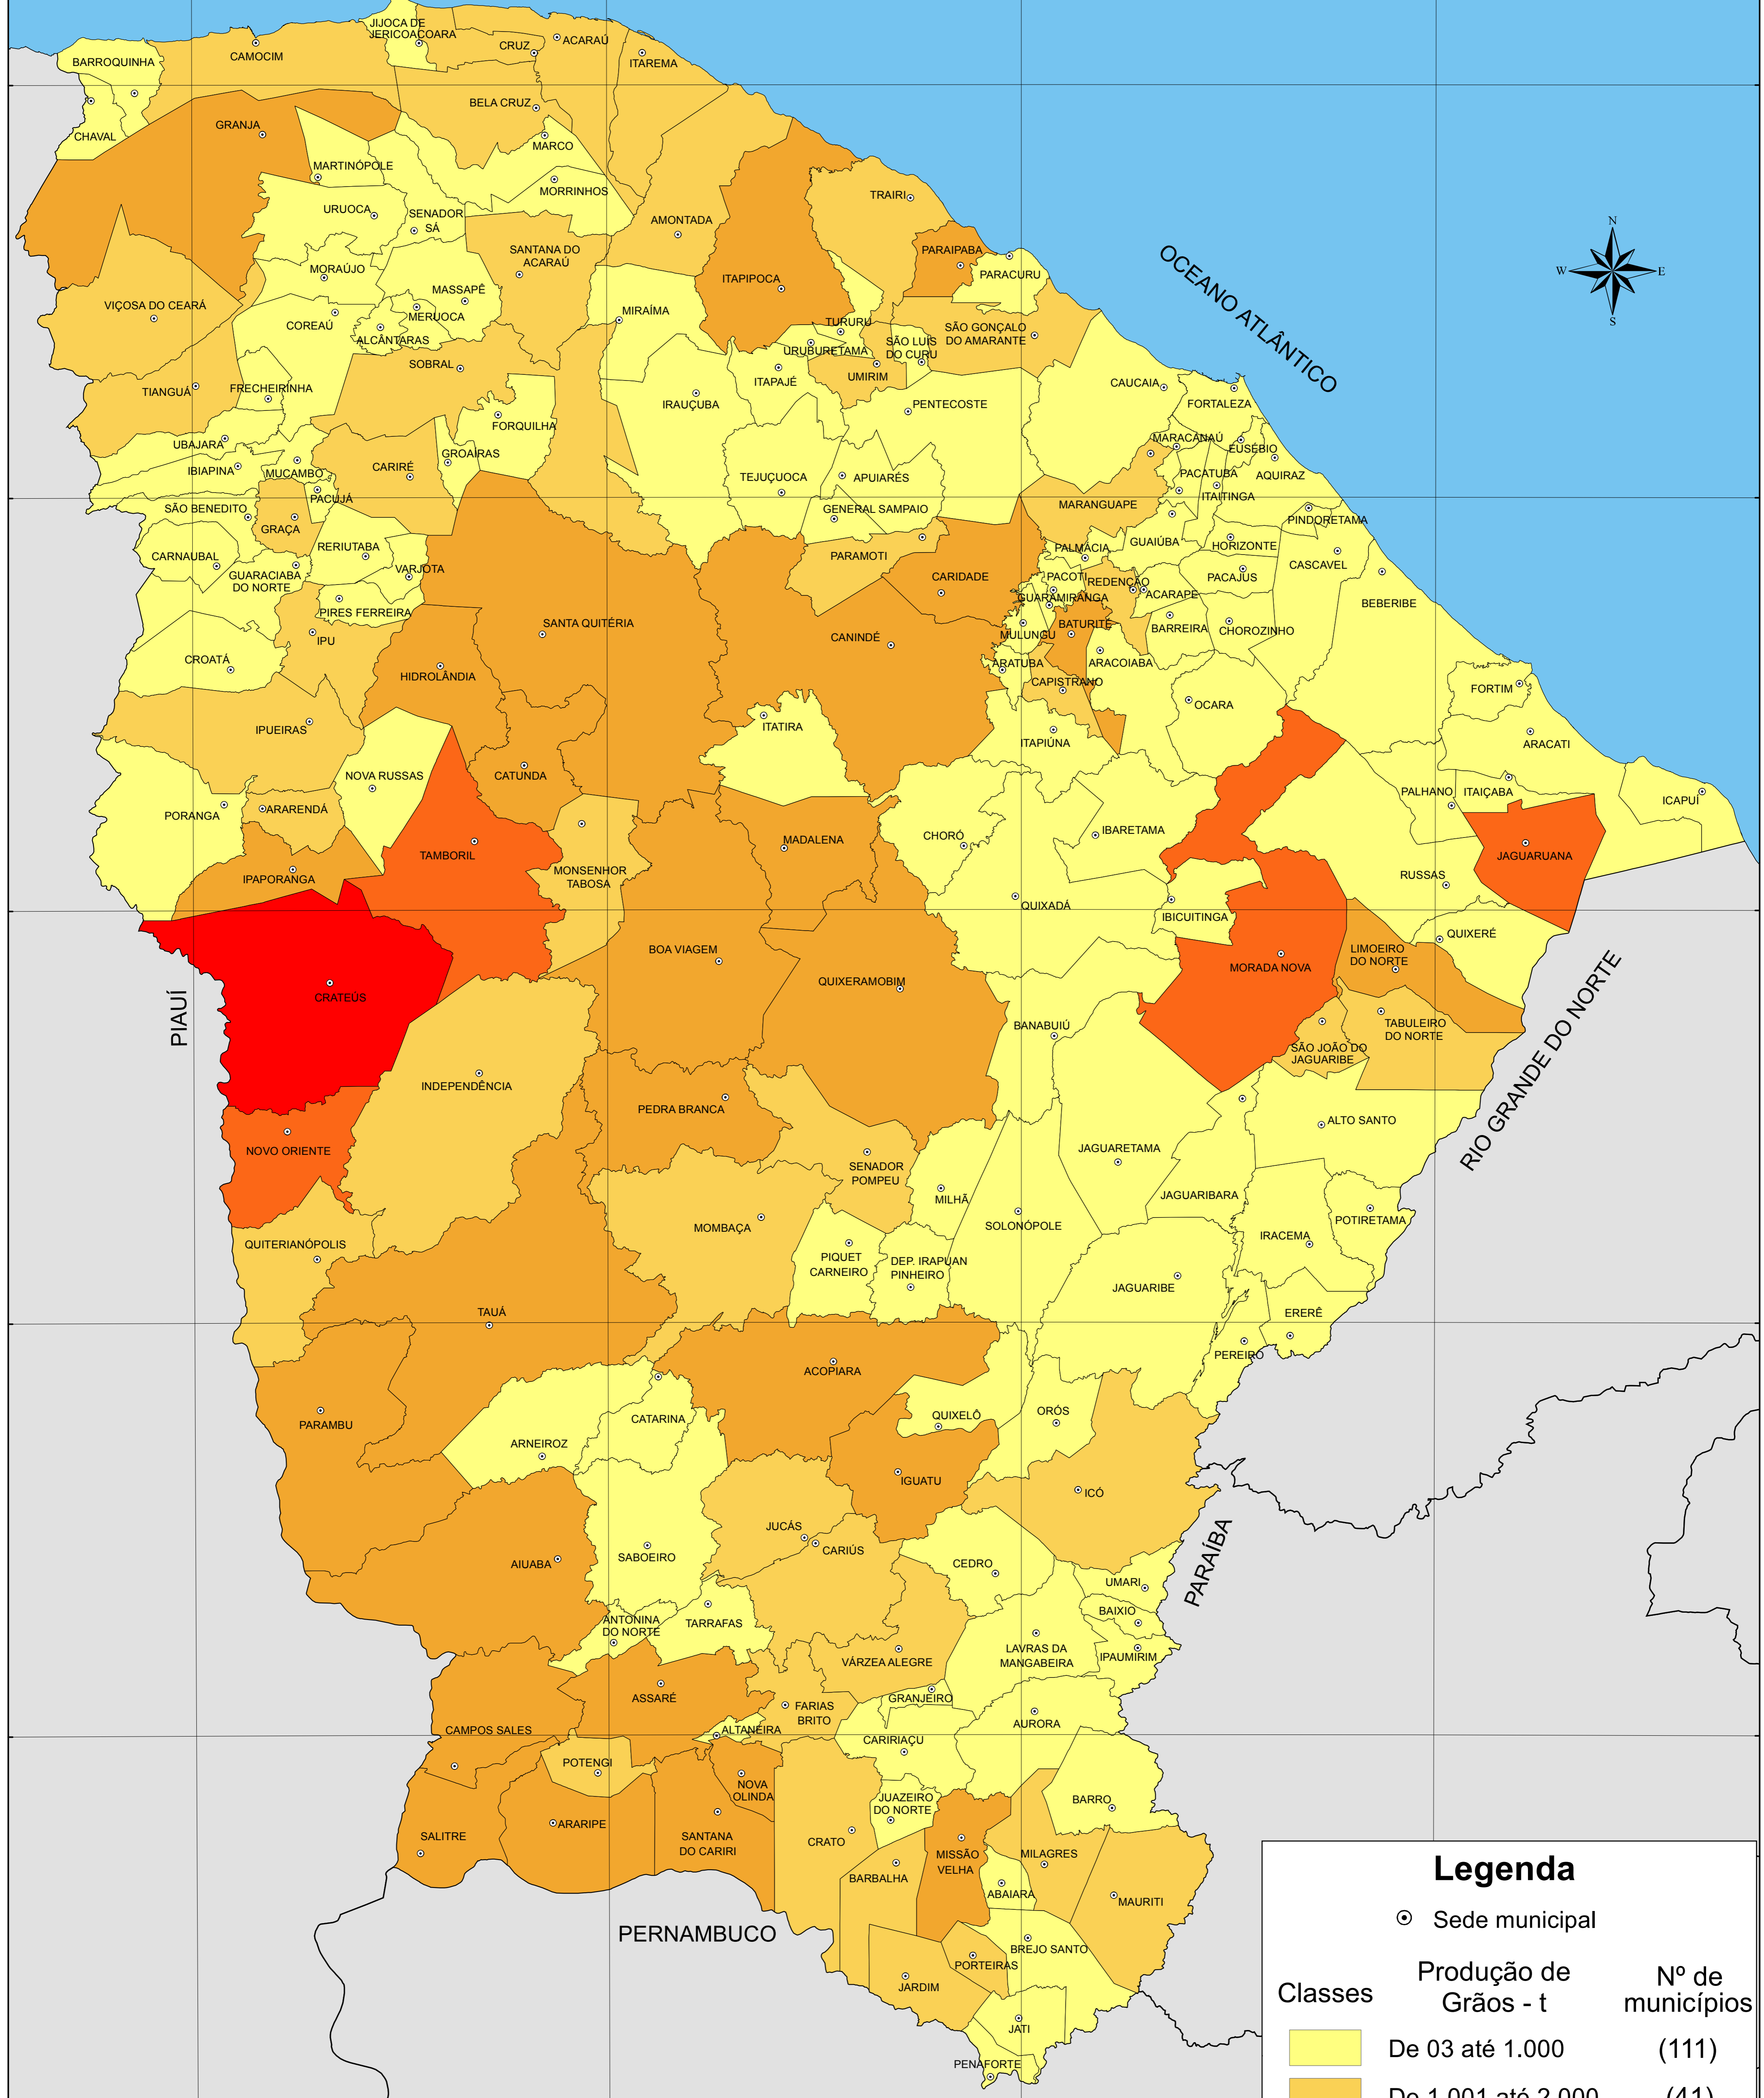 JIJOCA DE
JERICOACOARA
CRUZ
ACARAÚ
BARROQUINHA
CAMOCIM
ITAREMA
BELA CRUZ
CHAVAL
GRANJA
MARCO
MARTINÓPOLE
MORRINHOS
URUOCA
SENADOR
SÁ
AMONTADA
TRAIRI
N
W
E
S
OCEANO ATLÂNTICO
SANTANA DO
ACARAÚ
PARAIPABA
MORAÚJO
ITAPIPOCA
PARACURU
MASSAPÊ
VIÇOSA DO CEARÁ
MERUOCA
MIRAÍMA
COREAÚ
TURURU
ALCÂNTARAS
SÃO GONÇALO
DO AMARANTE
SÃO LUÍS
DO CURU
URUBURETAMA
SOBRAL
UMIRIM
ITAPAJÉ
TIANGUÁ
FRECHEIRINHA
CAUCAIA
IRAUÇUBA
PENTECOSTE
FORTALEZA
FORQUILHA
UBAJARA
MARACANAÚ
EUSÉBIO
GROAÍRAS
IBIAPINA
MUCAMBO
CARIRÉ
PACATUBA
AQUIRAZ
TEJUÇUOCA
APUIARÉS
PACUJÁ
ITAITINGA
MARANGUAPE
SÃO BENEDITO
GRAÇA
GENERAL SAMPAIO
PINDORETAMA
CARNAUBAL
RERIUTABA
PARAMOTI
PALMÁCIA
GUAIÚBA
HORIZONTE
GUARACIABA
DO NORTE
VARJOTA
CARIDADE
PACOTI
REDENÇÃO
PACAJUS
CASCAVEL
PIRES FERREIRA
GUARAMIRANGA
ACARAPE
BEBERIBE
SANTA QUITÉRIA
CANINDÉ
MULUNGU
BATURITÉ
BARREIRA
CHOROZINHO
IPU
CROATÁ
HIDROLÂNDIA
ARATUBA
ARACOIABA
CAPISTRANO
FORTIM
OCARA
IPUEIRAS
ITATIRA
ITAPIÚNA
ARACATI
NOVA RUSSAS
CATUNDA
PALHANO
ITAIÇABA
ICAPUÍ
PORANGA
ARARENDÁ
CHORÓ
IBARETAMA
MADALENA
TAMBORIL
JAGUARUANA
IPAPORANGA
MONSENHOR
TABOSA
RUSSAS
QUIXADÁ
IBICUITINGA
QUIXERÉ
BOA VIAGEM
LIMOEIRO
DO NORTE
MORADA NOVA
QUIXERAMOBIM
CRATEÚS
PIAUÍ
BANABUIÚ
TABULEIRO
DO NORTE
SÃO JOÃO DO
JAGUARIBE
RIO GRANDE DO NORTE
INDEPENDÊNCIA
PEDRA BRANCA
ALTO SANTO
NOVO ORIENTE
JAGUARETAMA
SENADOR
POMPEU
MILHÃ
JAGUARIBARA
MOMBAÇA
SOLONÓPOLE
POTIRETAMA
IRACEMA
QUITERIANÓPOLIS
PIQUET
CARNEIRO
DEP. IRAPUAN
PINHEIRO
JAGUARIBE
TAUÁ
ERERÊ
PEREIRO
ACOPIARA
PARAMBU
CATARINA
QUIXELÔ
ORÓS
ARNEIROZ
IGUATU
ICÓ
JUCÁS
CARIÚS
SABOEIRO
AIUABA
CEDRO
PARAÍBA
UMARI
BAIXIO
ANTONINA
DO NORTE
TARRAFAS
LAVRAS DA
MANGABEIRA
IPAUMIRIM
VÁRZEA ALEGRE
ASSARÉ
GRANJEIRO
FARIAS
BRITO
AURORA
CAMPOS SALES
ALTANEIRA
CARIRIAÇU
POTENGI
NOVA
OLINDA
JUAZEIRO
DO NORTE
BARRO
ARARIPE
SALITRE
SANTANA
DO CARIRI
CRATO
MISSÃO
VELHA
MILAGRES
BARBALHA
ABAIARA
MAURITI
PERNAMBUCO
BREJO SANTO
PORTEIRAS
JARDIM
JATI
PENAFORTE
Legenda
Sede municipal
Classes
Produção de
Grãos - t
Nº de
municípios
De 03 até 1.000 (111)
De 1.001 até 2.000 (41)